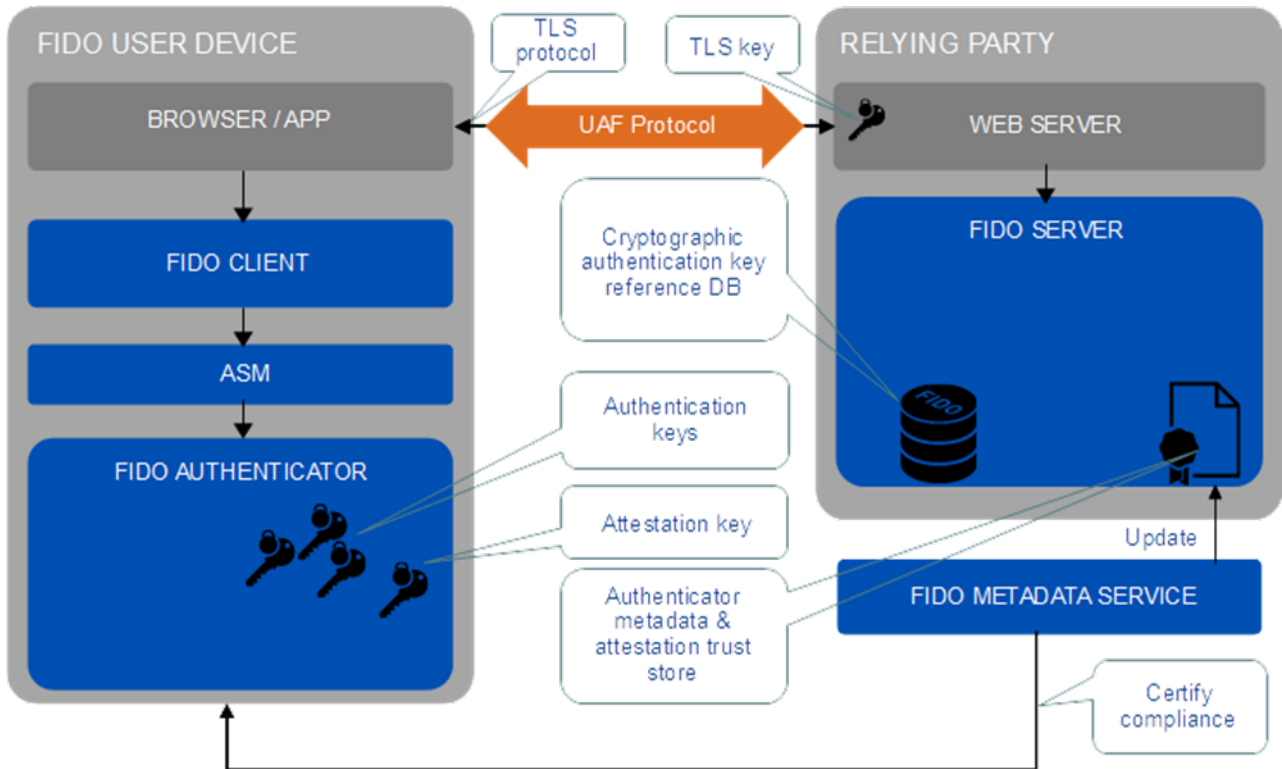 FIDO USER DEVICE
BROWSER / APP
FIDO CLIENT
ASM
FIDO AUTHENTICATOR
TLS
protocol
TLS key
UAF Protocol
RELYING PARTY
WEB SERVER
FIDO SERVER
Cryptographic
authentication key
reference DB
FIDO
Authentication
keys
Attestation key
Authenticator
metadata &
attestation trust
store
Update
FIDO METADATA SERVICE
Certify
compliance